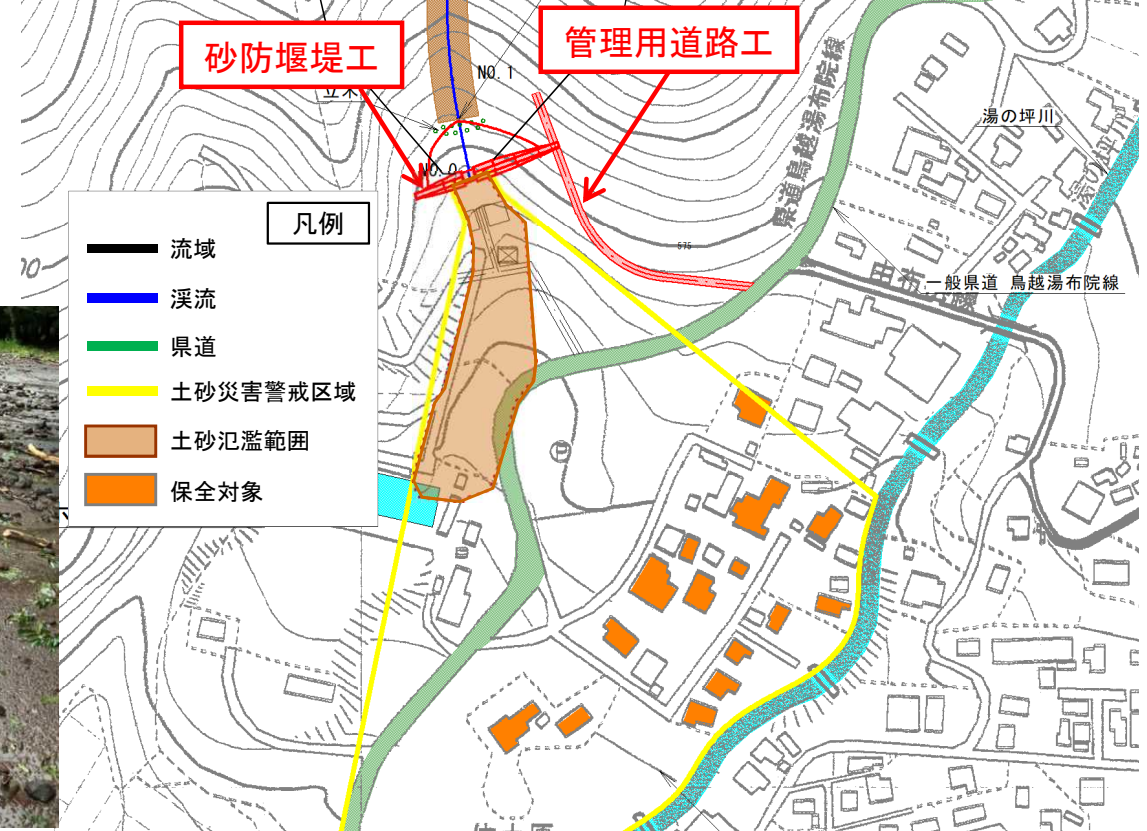 砂防堰堤工
管理用道路工
NO.1
NO.0
県道鳥越湯布院線
湯の坪川
575
一般県道 鳥越湯布院線
凡例
流域
渓流
県道
土砂災害警戒区域
土砂氾濫範囲
保全対象